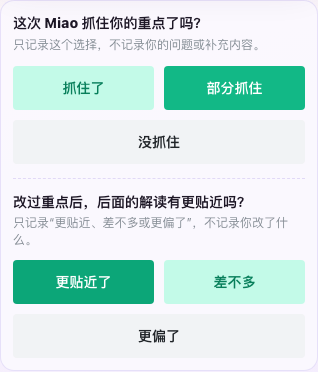 这次 Miao 抓住你的重点了吗？
只记录这个选择，不记录你的问题或补充内容。
抓住了
部分抓住
没抓住
改过重点后，后面的解读有更贴近吗？
只记录“更贴近、差不多或更偏了”，不记录你改了什
么。
更贴近了
差不多
更偏了